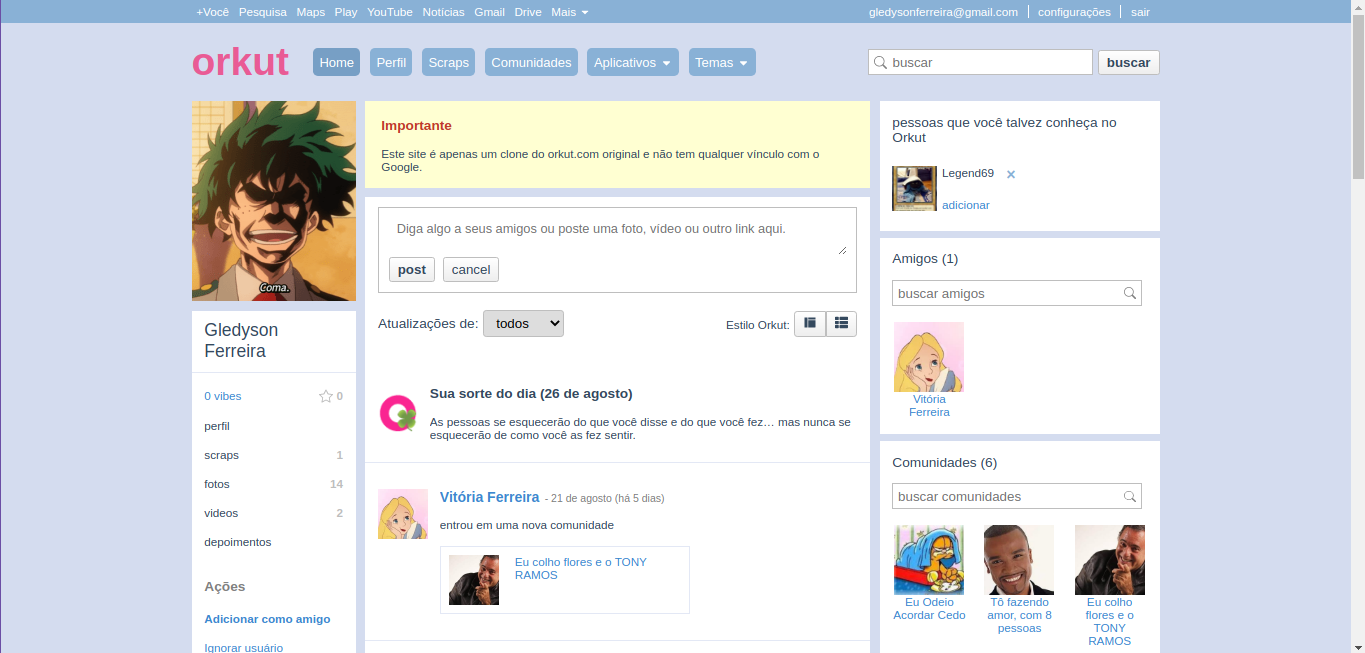 +Você Pesquisa Maps Play YouTube Notícias Gmail Drive Mais
gledysonferreira@gmail.com configurações sair
orkut
Home Perfil Scraps Comunidades Aplicativos Temas
buscar buscar
Coma.
Gledyson
Ferreira
0 vibes 0
perfil
scraps 1
fotos 14
videos 2
depoimentos
Ações
Adicionar como amigo
Ignorar usuário
Importante
Este site é apenas um clone do orkut.com original e não tem qualquer vínculo com o
Google.
Diga algo a seus amigos ou poste uma foto, vídeo ou outro link aqui.
post cancel
Atualizações de: todos Estilo Orkut:
Sua sorte do dia (26 de agosto)
As pessoas se esquecerão do que você disse e do que você fez… mas nunca se
esquecerão de como você as fez sentir.
Vitória Ferreira - 21 de agosto (há 5 dias)
entrou em uma nova comunidade
Eu colho flores e o TONY
RAMOS
pessoas que você talvez conheça no
Orkut
Legend69 ×
adicionar
Amigos (1)
buscar amigos
Vitória
Ferreira
Comunidades (6)
buscar comunidades
Eu Odeio
Acordar Cedo
Tô fazendo
amor, com 8
pessoas
Eu colho
flores e o
TONY
RAMOS